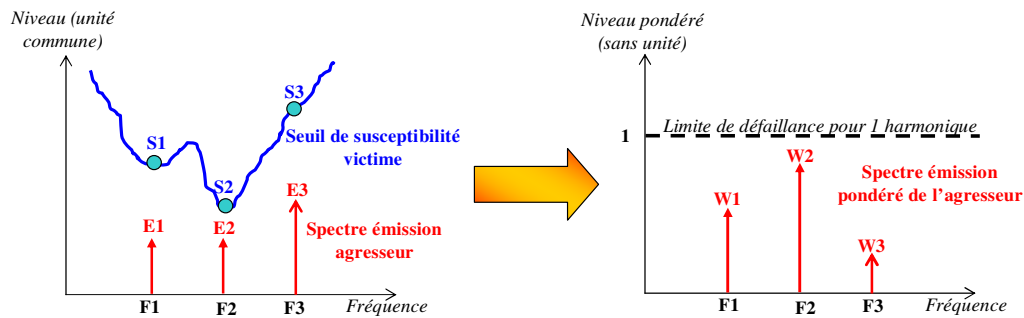 Niveau (unité
commune)
S1
S2
S3
Seuil de susceptibilité
victime
E1
E2
E3
Spectre émission
agresseur
F1
F2
F3
Fréquence
Niveau pondéré
(sans unité)
1
Limite de défaillance pour 1 harmonique
W1
W2
W3
Spectre émission
pondéré de l'agresseur
F1
F2
F3
Fréquence